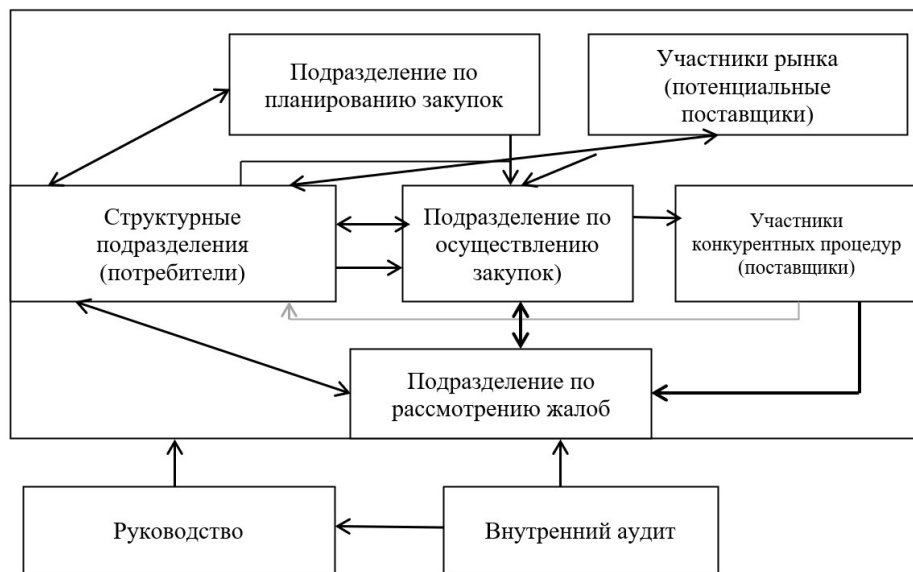 Подразделение по
планированию закупок
Участники рынка
(потенциальные
поставщики)
Структурные
подразделения
(потребители)
Подразделение по
осуществлению
закупок)
Участники
конкурентных процедур
(поставщики)
Подразделение по
рассмотрению жалоб
Руководство
Внутренний аудит